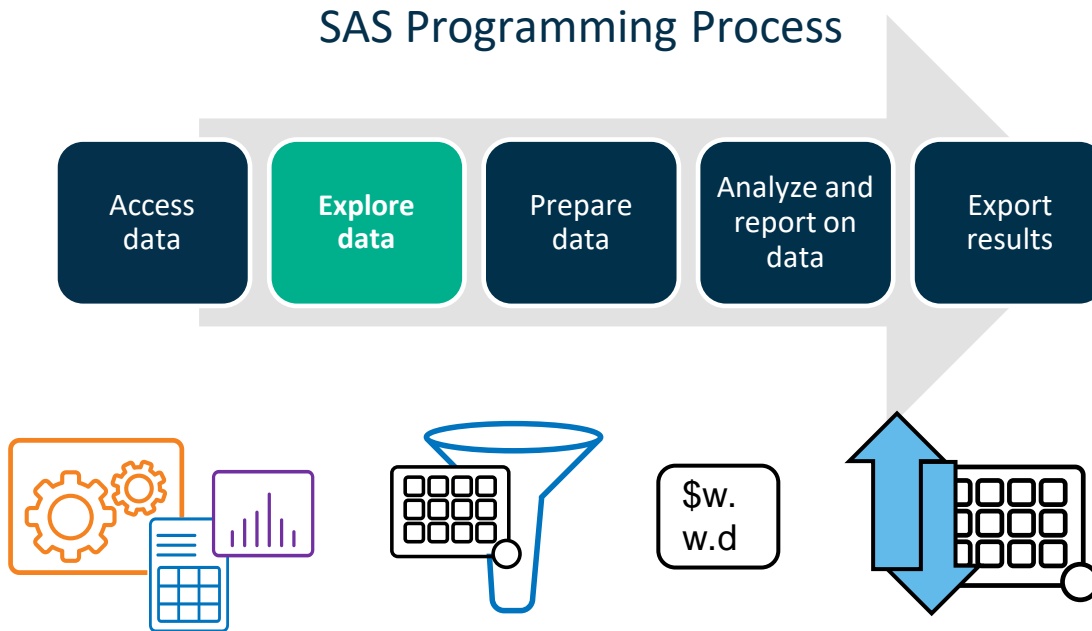 SAS Programming Process
Access
data
Explore
data
Prepare
data
Analyze and
report on
data
Export
results
$w.
w.d